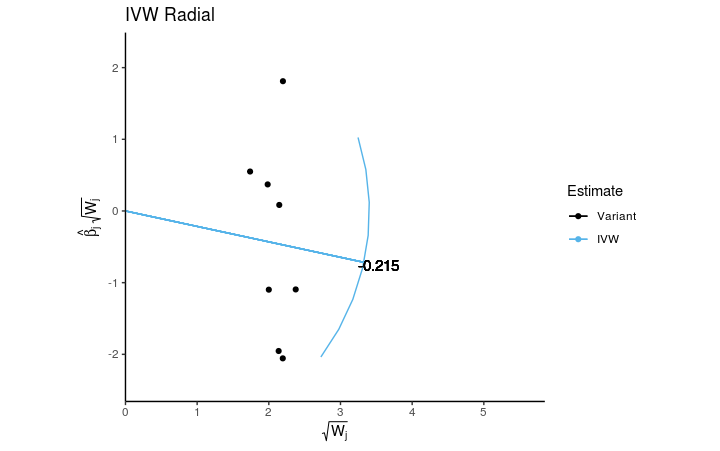 IVW Radial
2
1
0
-1
-2
β̂j √Wj
-0.215
0 1 2 3 4 5
√Wj
Estimate
Variant
IVW